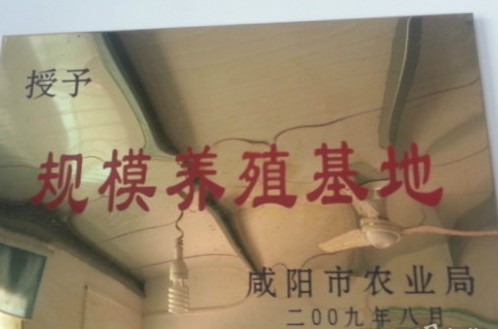 授予
规模养殖基地
咸阳市农业局
二00九年八月